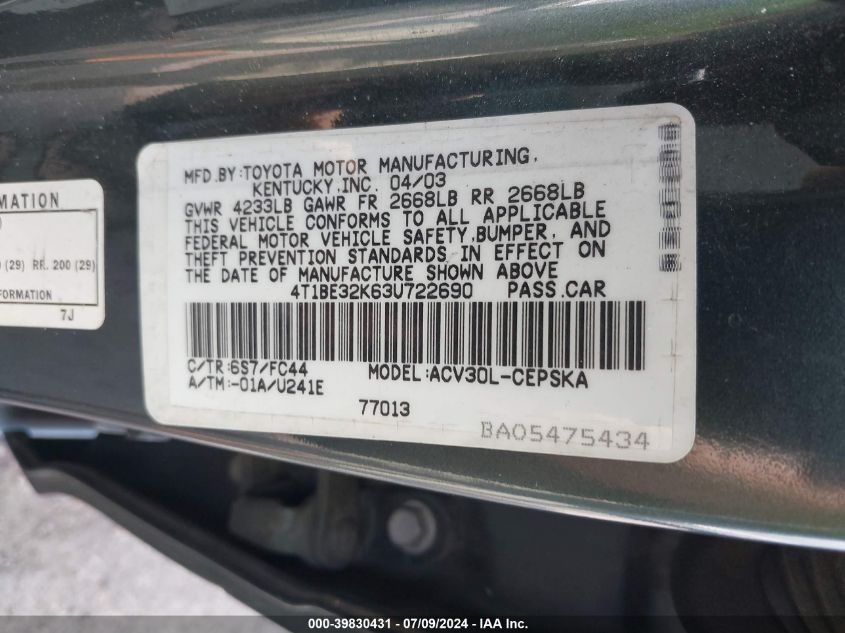 MATION
(29) RR. 200 (29)
FORMATION
7J
MFD.BY:TOYOTA MOTOR MANUFACTURING,
KENTUCKY,INC. 04/03
GVWR 4233LB GAWR FR 2668LB RR 2668LB
THIS VEHICLE CONFORMS TO ALL APPLICABLE
FEDERAL MOTOR VEHICLE SAFETY,BUMPER, AND
THEFT PREVENTION STANDARDS IN EFFECT ON
THE DATE OF MANUFACTURE SHOWN ABOVE
4T1BE32K63U722690 PASS.CAR
C/TR:6S7/FC44 MODEL:ACV30L-CEPSKA
A/TM:-01A/U241E
77013
BA05475434
000-39830431 - 07/09/2024 - IAAI.COM